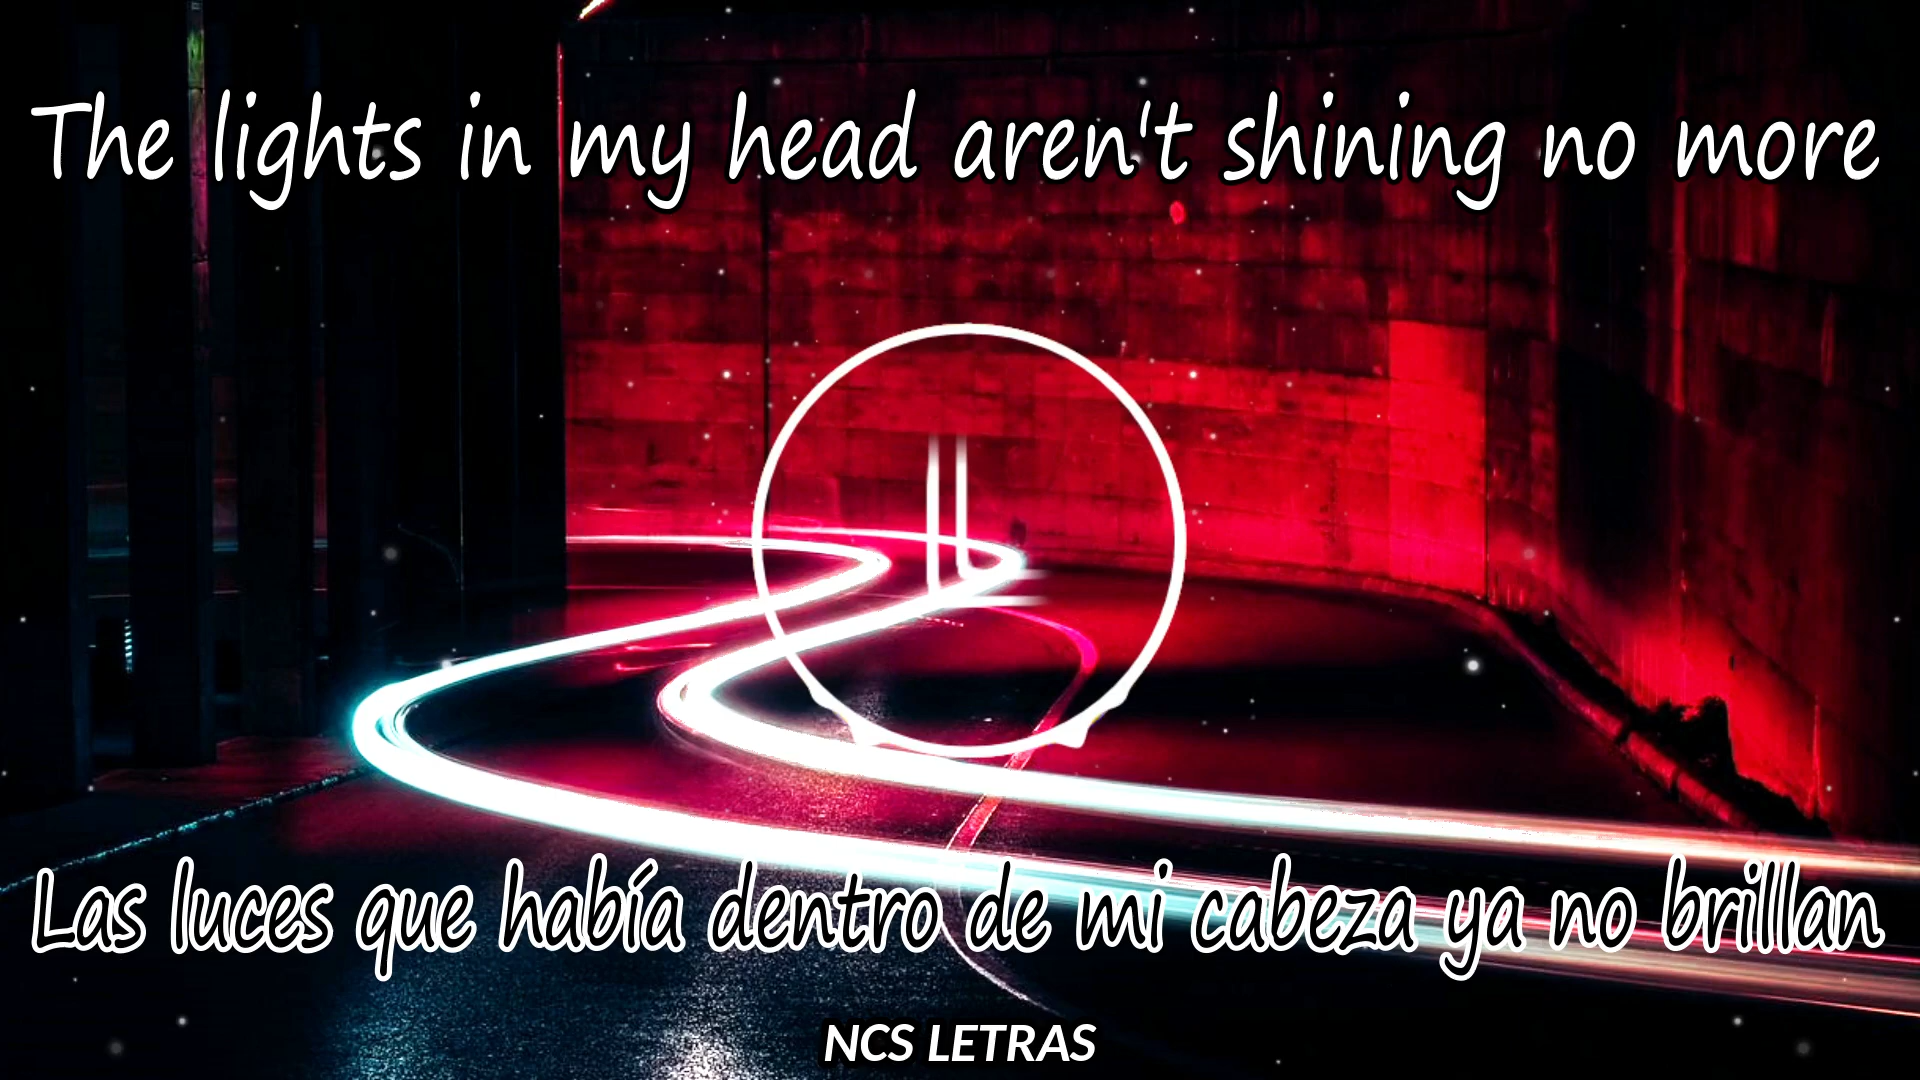 The lights in my head aren't shining no more
Las luces que había dentro de mi cabeza ya no brillan
NCS LETRAS